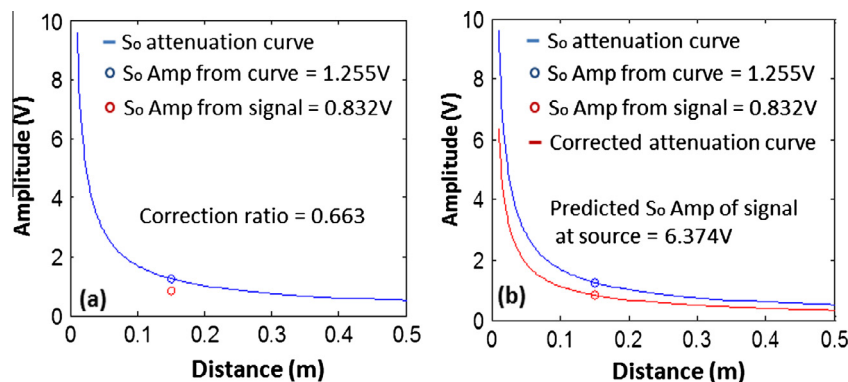 10
8
6
4
2
0
Amplitude (V)
S₀ attenuation curve
S₀ Amp from curve = 1.255V
S₀ Amp from signal = 0.832V
Correction ratio = 0.663
(a)
0 0.1 0.2 0.3 0.4 0.5
Distance (m)
10
8
6
4
2
0
Amplitude (V)
S₀ attenuation curve
S₀ Amp from curve = 1.255V
S₀ Amp from signal = 0.832V
Corrected attenuation curve
Predicted S₀ Amp of signal
at source = 6.374V
(b)
0 0.1 0.2 0.3 0.4 0.5
Distance (m)